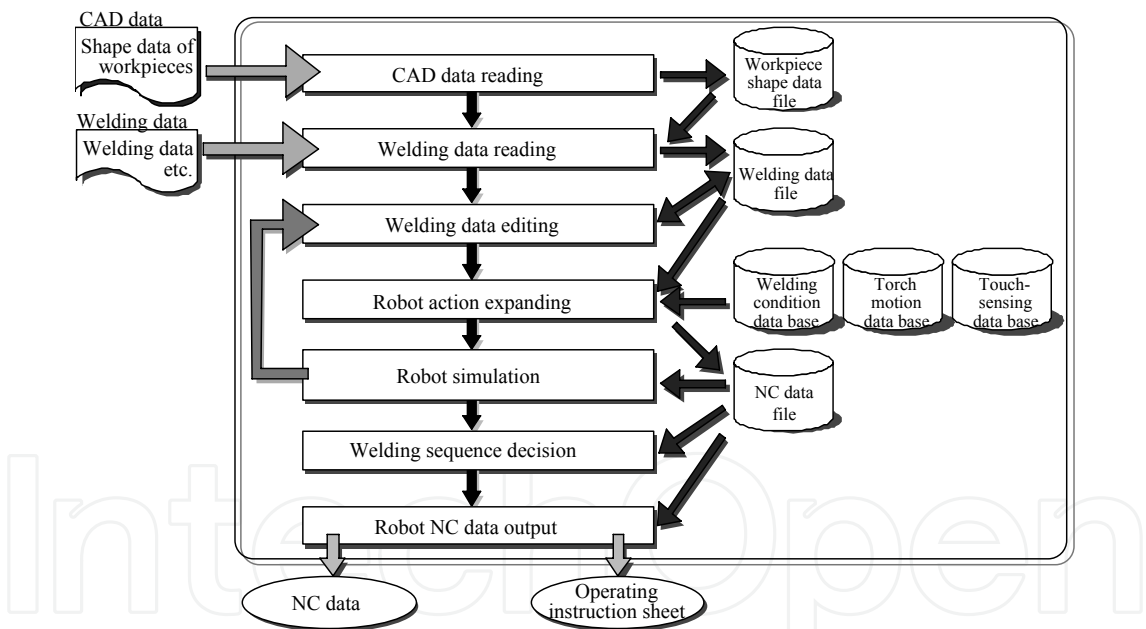 CAD data
Shape data of
workpieces
CAD data reading
Workpiece
shape data
file
Welding data
Welding data
etc.
Welding data reading
Welding data
file
Welding data editing
Robot action expanding
Welding
condition
data base
Torch
motion
data base
Touch-
sensing
data base
Robot simulation
NC data
file
Welding sequence decision
Robot NC data output
NC data
Operating
instruction sheet
IntechOpen